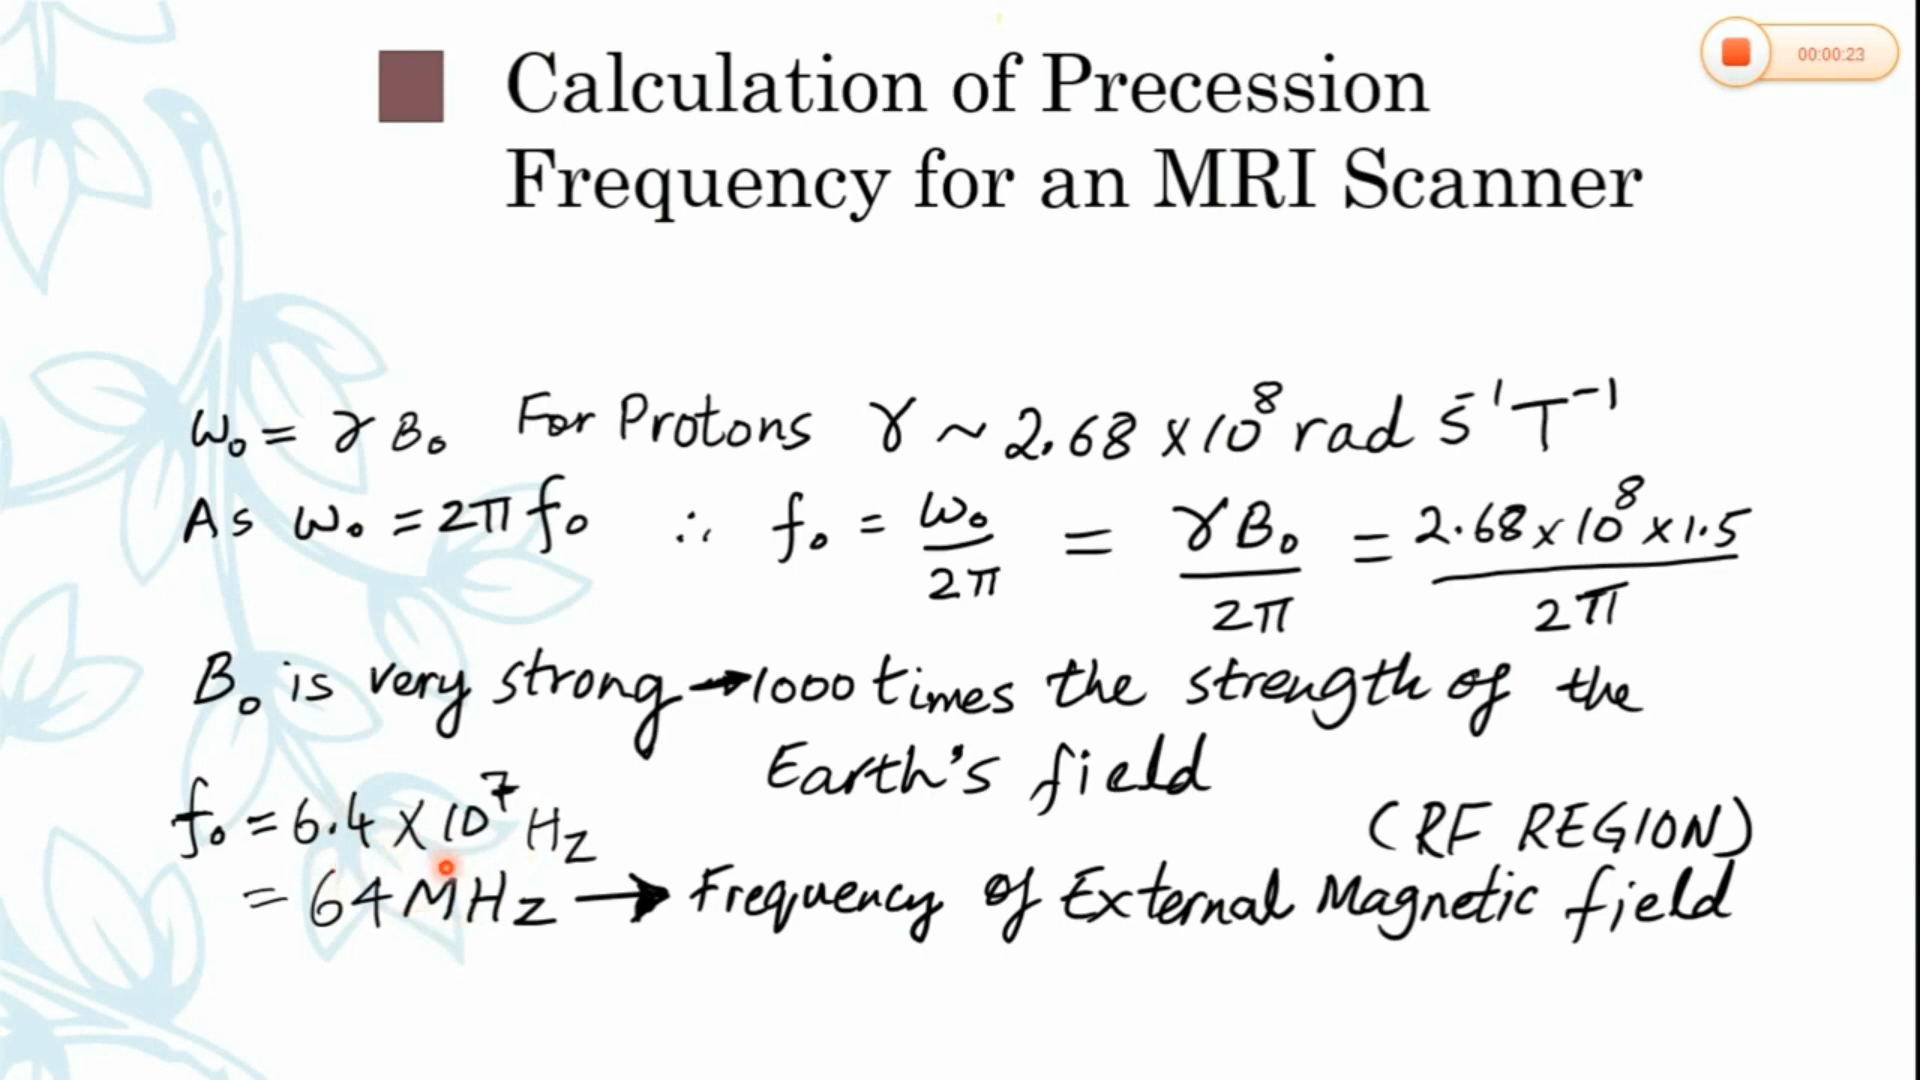 00:00:23
Calculation of Precession
Frequency for an MRI Scanner
ω₀ = γ B₀ For Protons γ ~ 2.68 × 10⁸ rad s⁻¹ T⁻¹
As ω₀ = 2π f₀ ∴ f₀ = ω₀/2π = γB₀/2π = 2.68 × 10⁸ × 1.5/2π
B₀ is very strong → 1000 times the strength of the
Earth's field
f₀ = 6.4 × 10⁷ Hz
(RF REGION)
= 64 MHz → Frequency of External Magnetic field